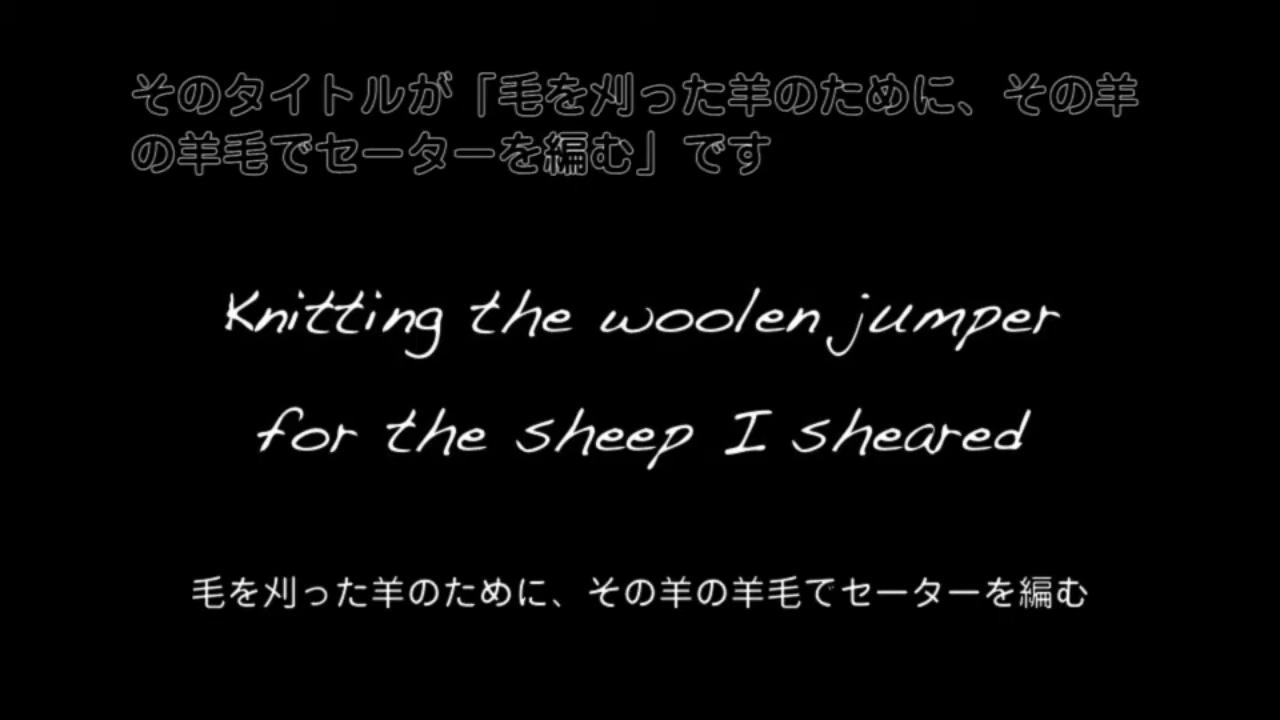 そのタイトルが「毛を刈った羊のために、その羊
の羊毛でセーターを編む」です
Knitting the woolen jumper
for the sheep I sheared
毛を刈った羊のために、その羊の羊毛でセーターを編む